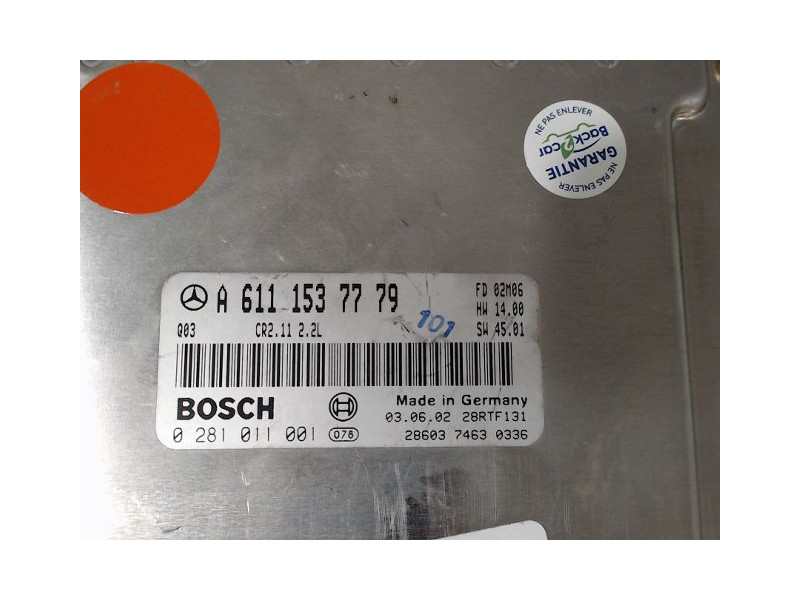 NE PAS ENLEVER
Back2car
GARANTIE
NE PAS ENLEVER
A 611 153 77 79
FD 02M06
HW 14.00
Q03 CR2.11 2.2L
101
SW 45.01
BOSCH
Made in Germany
03.06.02 28RTF131
0 281 011 001 078
28603 7463 0336